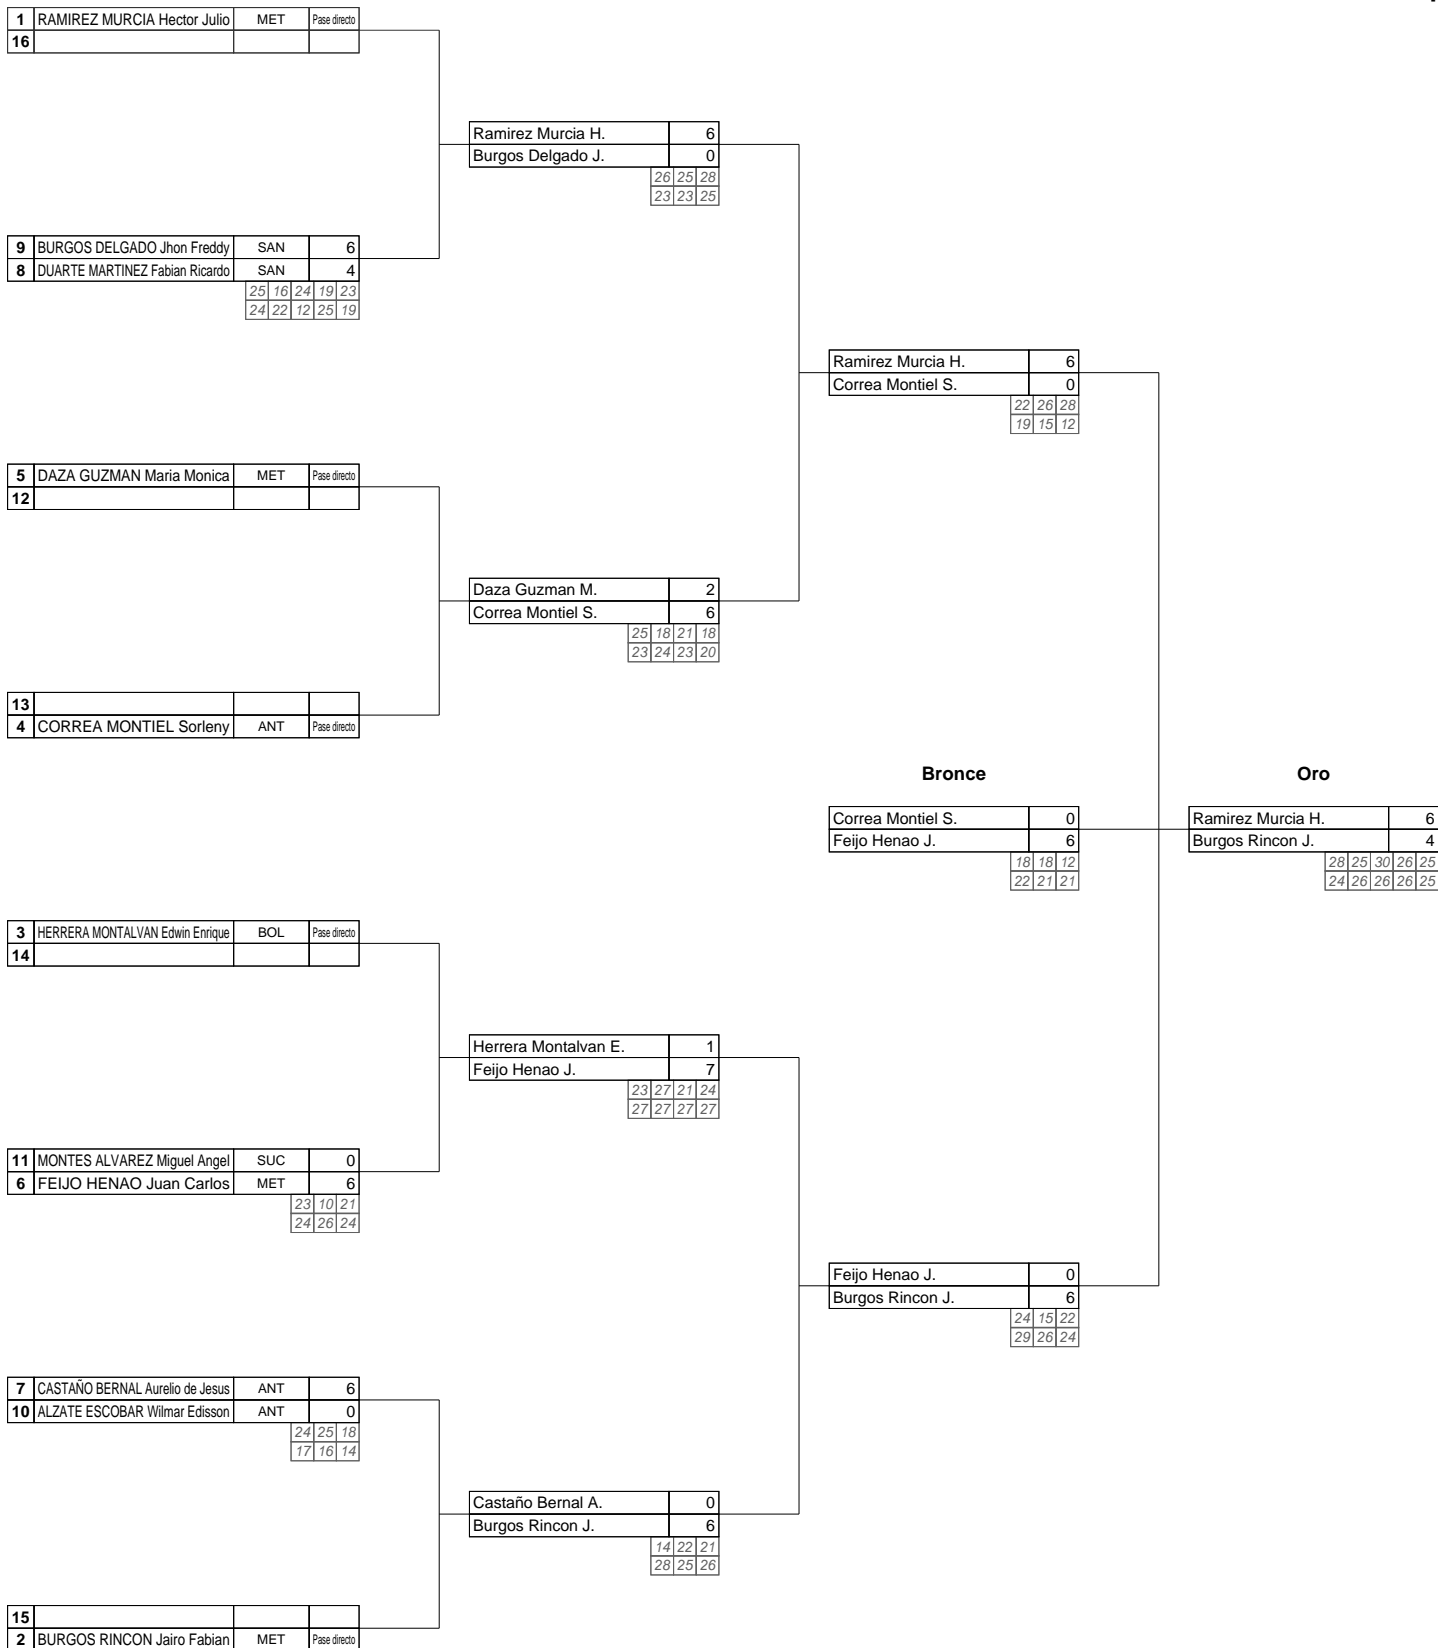 1 RAMIREZ MURCIA Hector Julio MET Pase directo
16
Ramirez Murcia H. 6
Burgos Delgado J. 0
26 25 28
23 23 25
9 BURGOS DELGADO Jhon Freddy SAN 6
8 DUARTE MARTINEZ Fabian Ricardo SAN 4
25 16 24 19 23
24 22 12 25 19
Ramirez Murcia H. 6
Correa Montiel S. 0
22 26 28
19 15 12
5 DAZA GUZMAN Maria Monica MET Pase directo
12
Daza Guzman M. 2
Correa Montiel S. 6
25 18 21 18
23 24 23 20
13
4 CORREA MONTIEL Sorleny ANT Pase directo
Bronce Oro
Correa Montiel S. 0 Ramirez Murcia H. 6
Feijo Henao J. 6 Burgos Rincon J. 4
18 18 12 28 25 30 26 25
22 21 21 24 26 26 26 25
3 HERRERA MONTALVAN Edwin Enrique BOL Pase directo
14
Herrera Montalvan E. 1
Feijo Henao J. 7
23 27 21 24
27 27 27 27
11 MONTES ALVAREZ Miguel Angel SUC 0
6 FEIJO HENAO Juan Carlos MET 6
23 10 21
24 26 24
Feijo Henao J. 0
Burgos Rincon J. 6
24 15 22
29 26 24
7 CASTAÑO BERNAL Aurelio de Jesus ANT 6
10 ALZATE ESCOBAR Wilmar Edisson ANT 0
24 25 18
17 16 14
Castaño Bernal A. 0
Burgos Rincon J. 6
14 22 21
28 25 26
15
2 BURGOS RINCON Jairo Fabian MET Pase directo